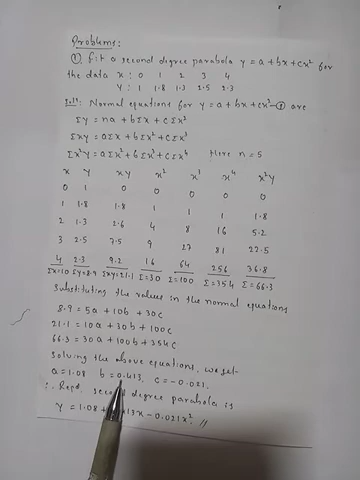 Problems:
① Fit a second degree parabola y = a + bx + cx² for
the data x: 0 1 2 3 4
Y: 1 1.8 1.3 2.5 2.3
Solⁿ: Normal equations for y = a + bx + cx² -① are
Σy = na + bΣx + cΣx²
Σxy = aΣx + bΣx² + cΣx³
Σx²y = aΣx² + bΣx³ + cΣx⁴ Here n = 5
x y xy x² x³ x⁴ x²y
0 1 0 0 0 0 0
1 1.8 1.8 1 1 1 1.8
2 1.3 2.6 4 8 16 5.2
3 2.5 7.5 9 27 81 22.5
4 2.3 9.2 16 64 256 36.8
Σx=10 Σy=8.9 Σxy=21.1 Σ=30 Σ=100 Σ=354 Σ=66.3
Substituting the values in the normal equations
8.9 = 5a + 10b + 30c
21.1 = 10a + 30b + 100c
66.3 = 30a + 100b + 354c
Solving the above equations, we get
a = 1.08 b = 0.413, c = -0.021.
∴ Reqd. second degree parabola is
Y = 1.08 + 13x - 0.021x². //